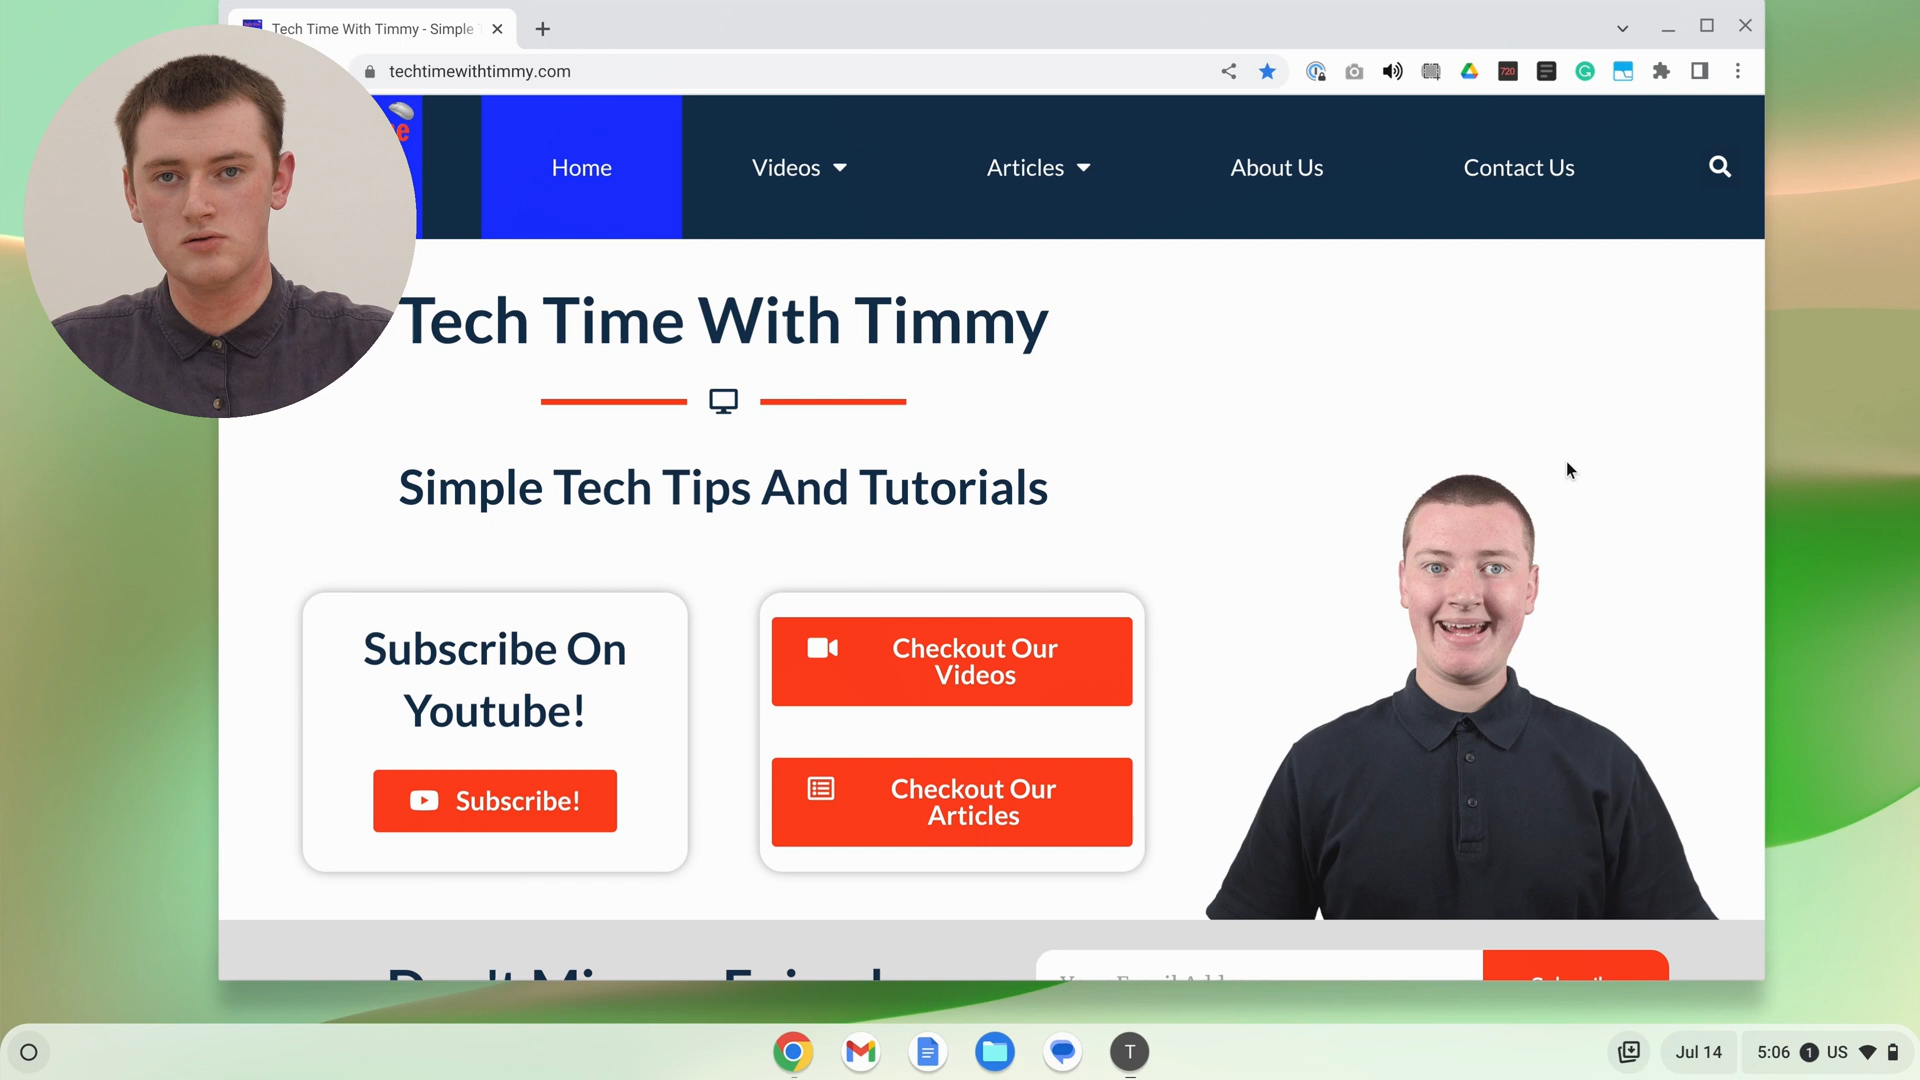 Tech Time With Timmy - Simple
techtimewithtimmy.com
720
Home
Videos
Articles
About Us
Contact Us
Tech Time With Timmy
Simple Tech Tips And Tutorials
Subscribe On
Youtube!
Subscribe!
Checkout Our
Videos
Checkout Our
Articles
T
Jul 14
5:06
1
US